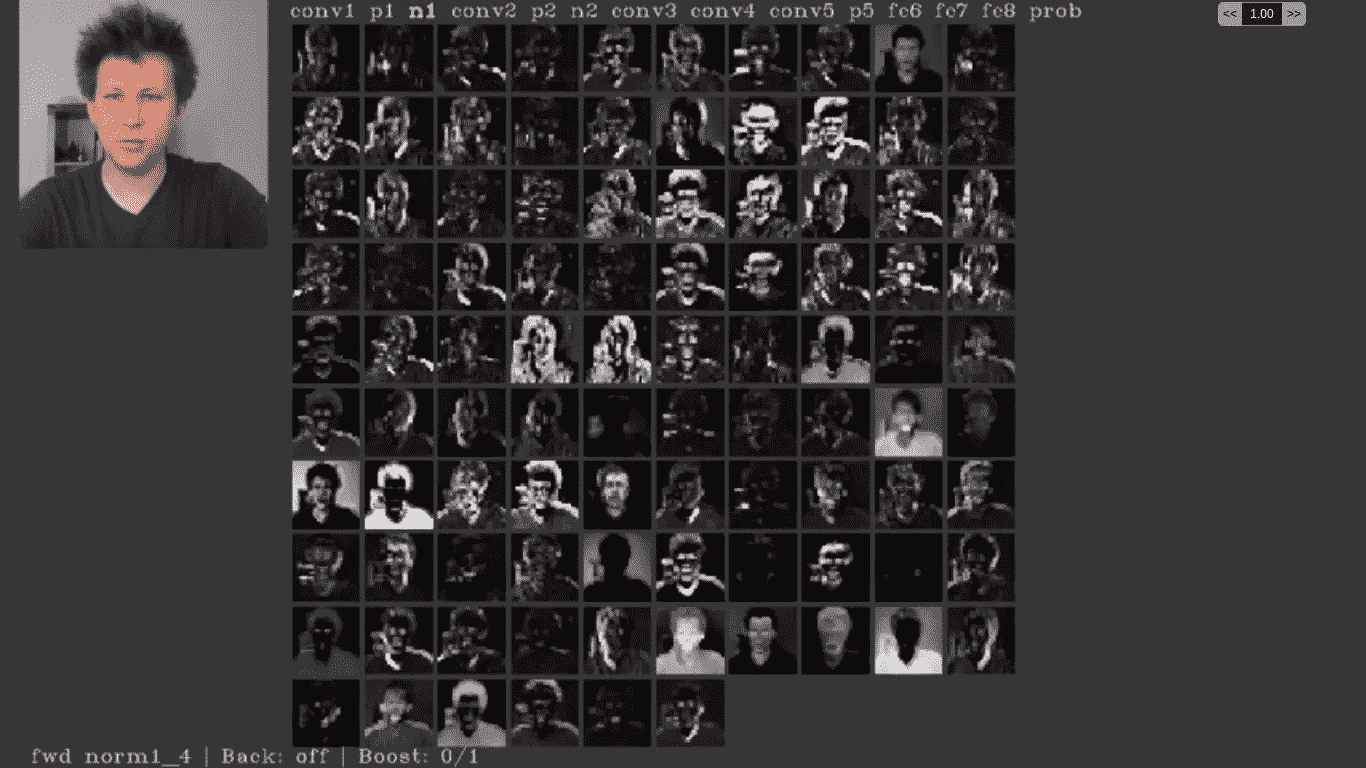 conv1 p1 n1 conv2 p2 n2 conv3 conv4 conv5 p5 fc6 fc7 fc8 prob
<< 1.00 >>
fwd norm1_4 | Back: off | Boost: 0/1